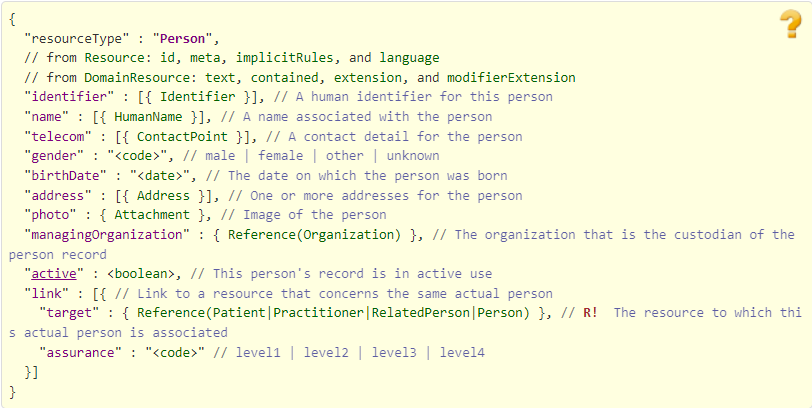 {
  "resourceType" : "Person",
  // from Resource: id, meta, implicitRules, and language
  // from DomainResource: text, contained, extension, and modifierExtension
  "identifier" : [{ Identifier }], // A human identifier for this person
  "name" : [{ HumanName }], // A name associated with the person
  "telecom" : [{ ContactPoint }], // A contact detail for the person
  "gender" : "<code>", // male | female | other | unknown
  "birthDate" : "<date>", // The date on which the person was born
  "address" : [{ Address }], // One or more addresses for the person
  "photo" : { Attachment }, // Image of the person
  "managingOrganization" : { Reference(Organization) }, // The organization that is the custodian of the
person record
  "active" : <boolean>, // This person's record is in active use
  "link" : [{ // Link to a resource that concerns the same actual person
    "target" : { Reference(Patient|Practitioner|RelatedPerson|Person) }, // R!  The resource to which thi
s actual person is associated
    "assurance" : "<code>" // level1 | level2 | level3 | level4
  }]
}